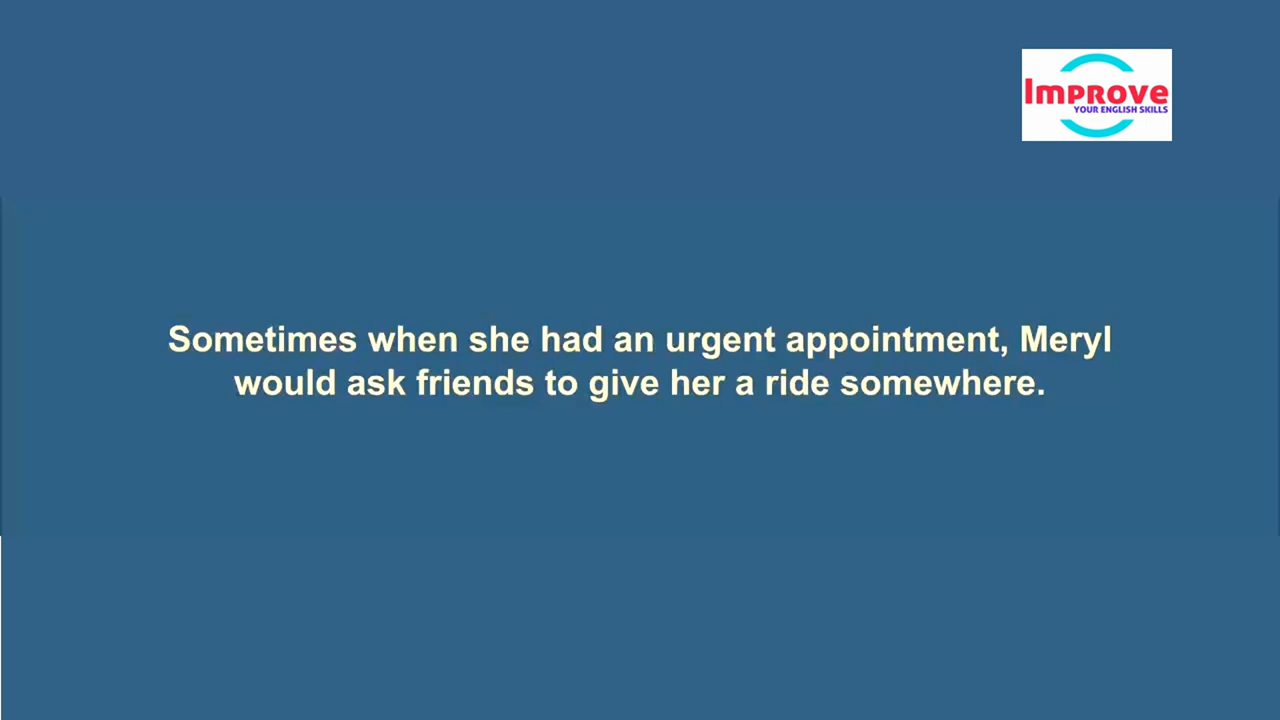 Improve
YOUR ENGLISH SKILLS
Sometimes when she had an urgent appointment, Meryl
would ask friends to give her a ride somewhere.